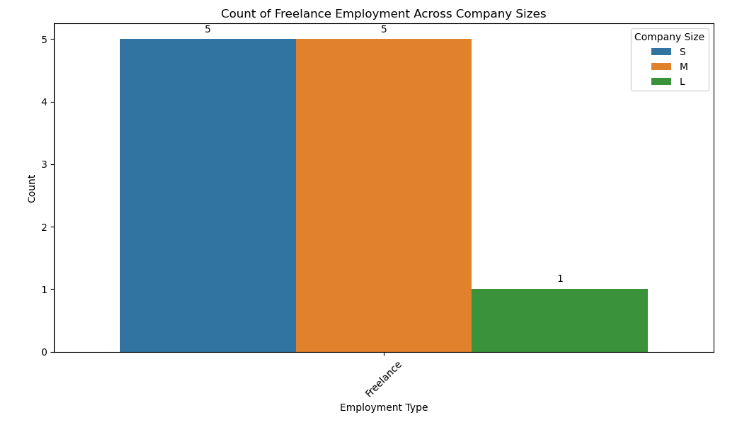 Count of Freelance Employment Across Company Sizes
5
5
1
Company Size
S
M
L
Count
5
4
3
2
1
0
Freelance
Employment Type